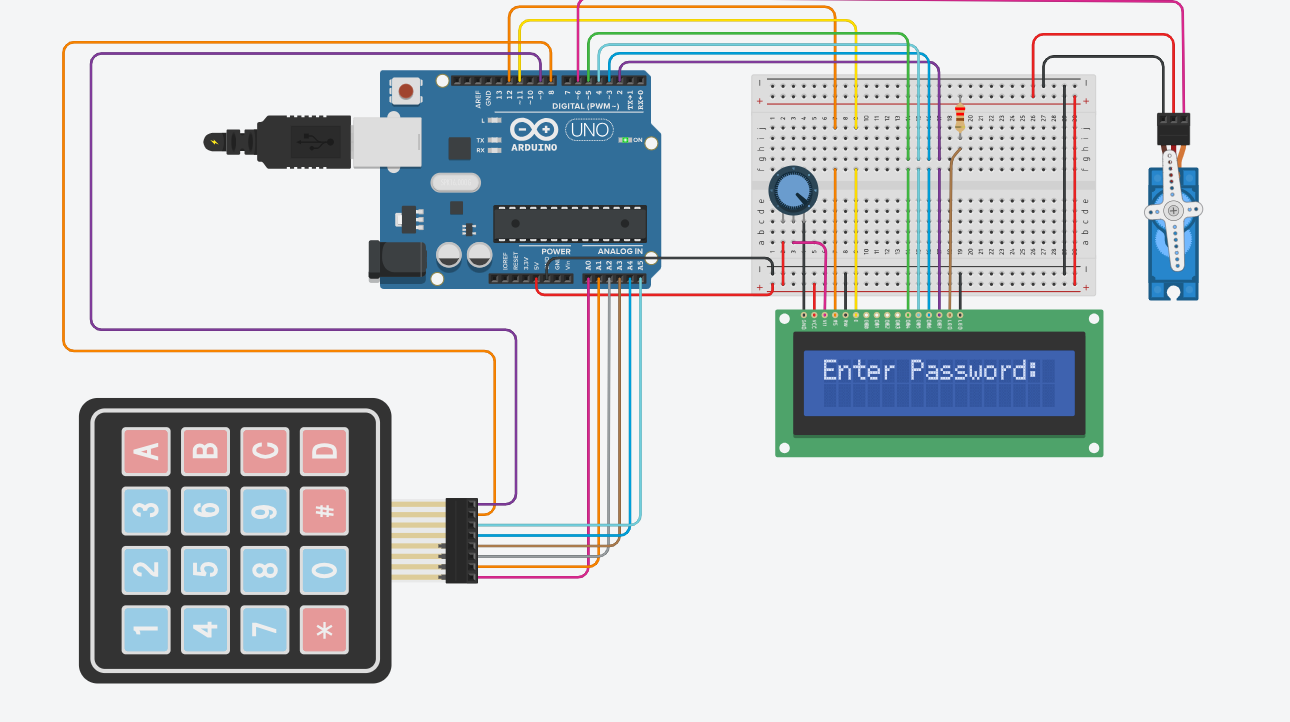 AREF
GND
13
12
~11
~10
~9
8
7
~6
5
4
~3
2
TX→1
RX←0
DIGITAL (PWM~)
L
TX
RX
ARDUINO
UNO
ON
POWER
ANALOG IN
IOREF
RESET
3.3V
5V
GND
Vin
A0
A1
A2
A3
A4
A5
j
i
h
g
f
e
d
c
b
a
Enter Password:
A B C D
3 6 9 #
2 5 8 0
1 4 7 *